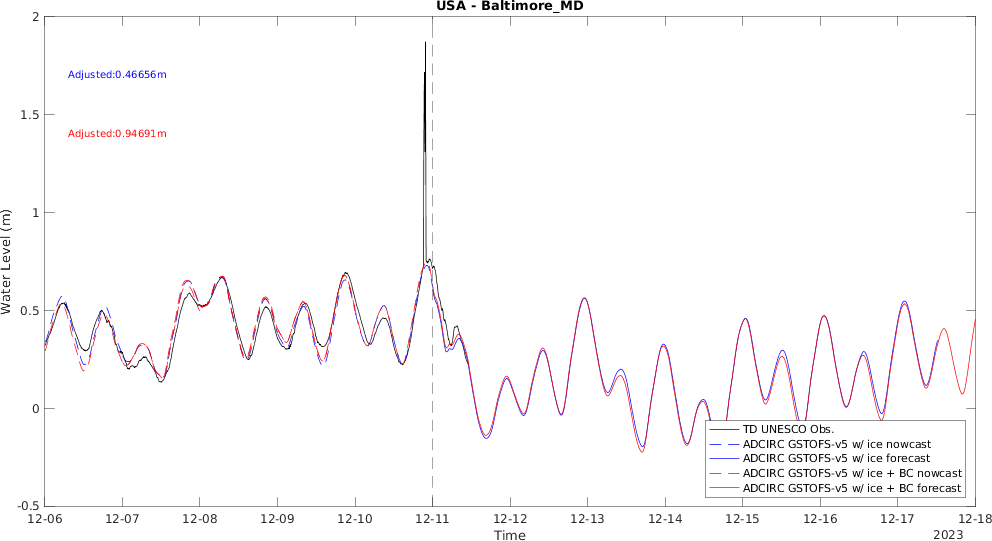 USA - Baltimore_MD
Adjusted:0.46656m
Adjusted:0.94691m
Water Level (m)
2
1.5
1
0.5
0
-0.5
TD UNESCO Obs.
ADCIRC GSTOFS-v5 w/ ice nowcast
ADCIRC GSTOFS-v5 w/ ice forecast
ADCIRC GSTOFS-v5 w/ ice + BC nowcast
ADCIRC GSTOFS-v5 w/ ice + BC forecast
12-06 12-07 12-08 12-09 12-10 12-11 12-12 12-13 12-14 12-15 12-16 12-17 12-18
Time
2023